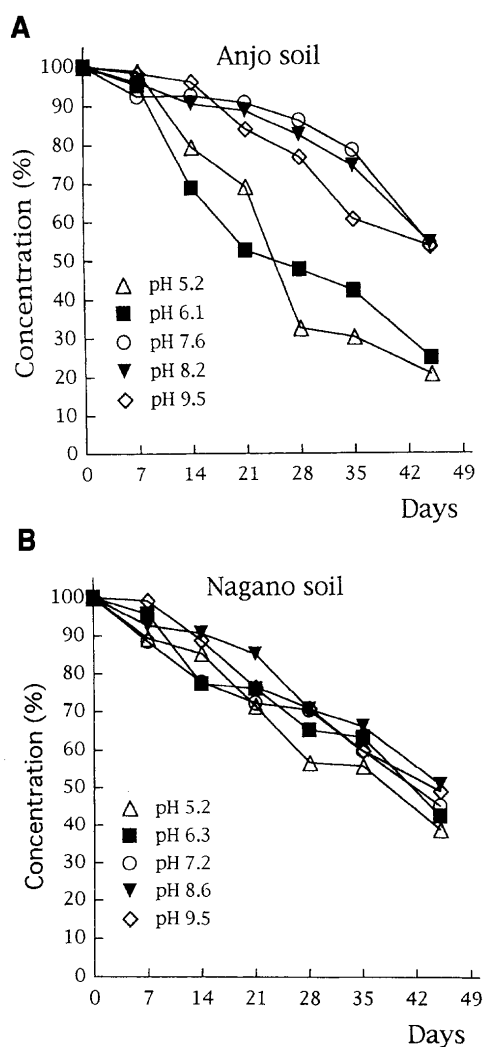 A
Anjo soil
Concentration (%)
100
90
80
70
60
50
40
30
20
10
0
pH 5.2
pH 6.1
pH 7.6
pH 8.2
pH 9.5
0 7 14 21 28 35 42 49
Days
B
Nagano soil
Concentration (%)
100
90
80
70
60
50
40
30
20
10
0
pH 5.2
pH 6.3
pH 7.2
pH 8.6
pH 9.5
0 7 14 21 28 35 42 49
Days